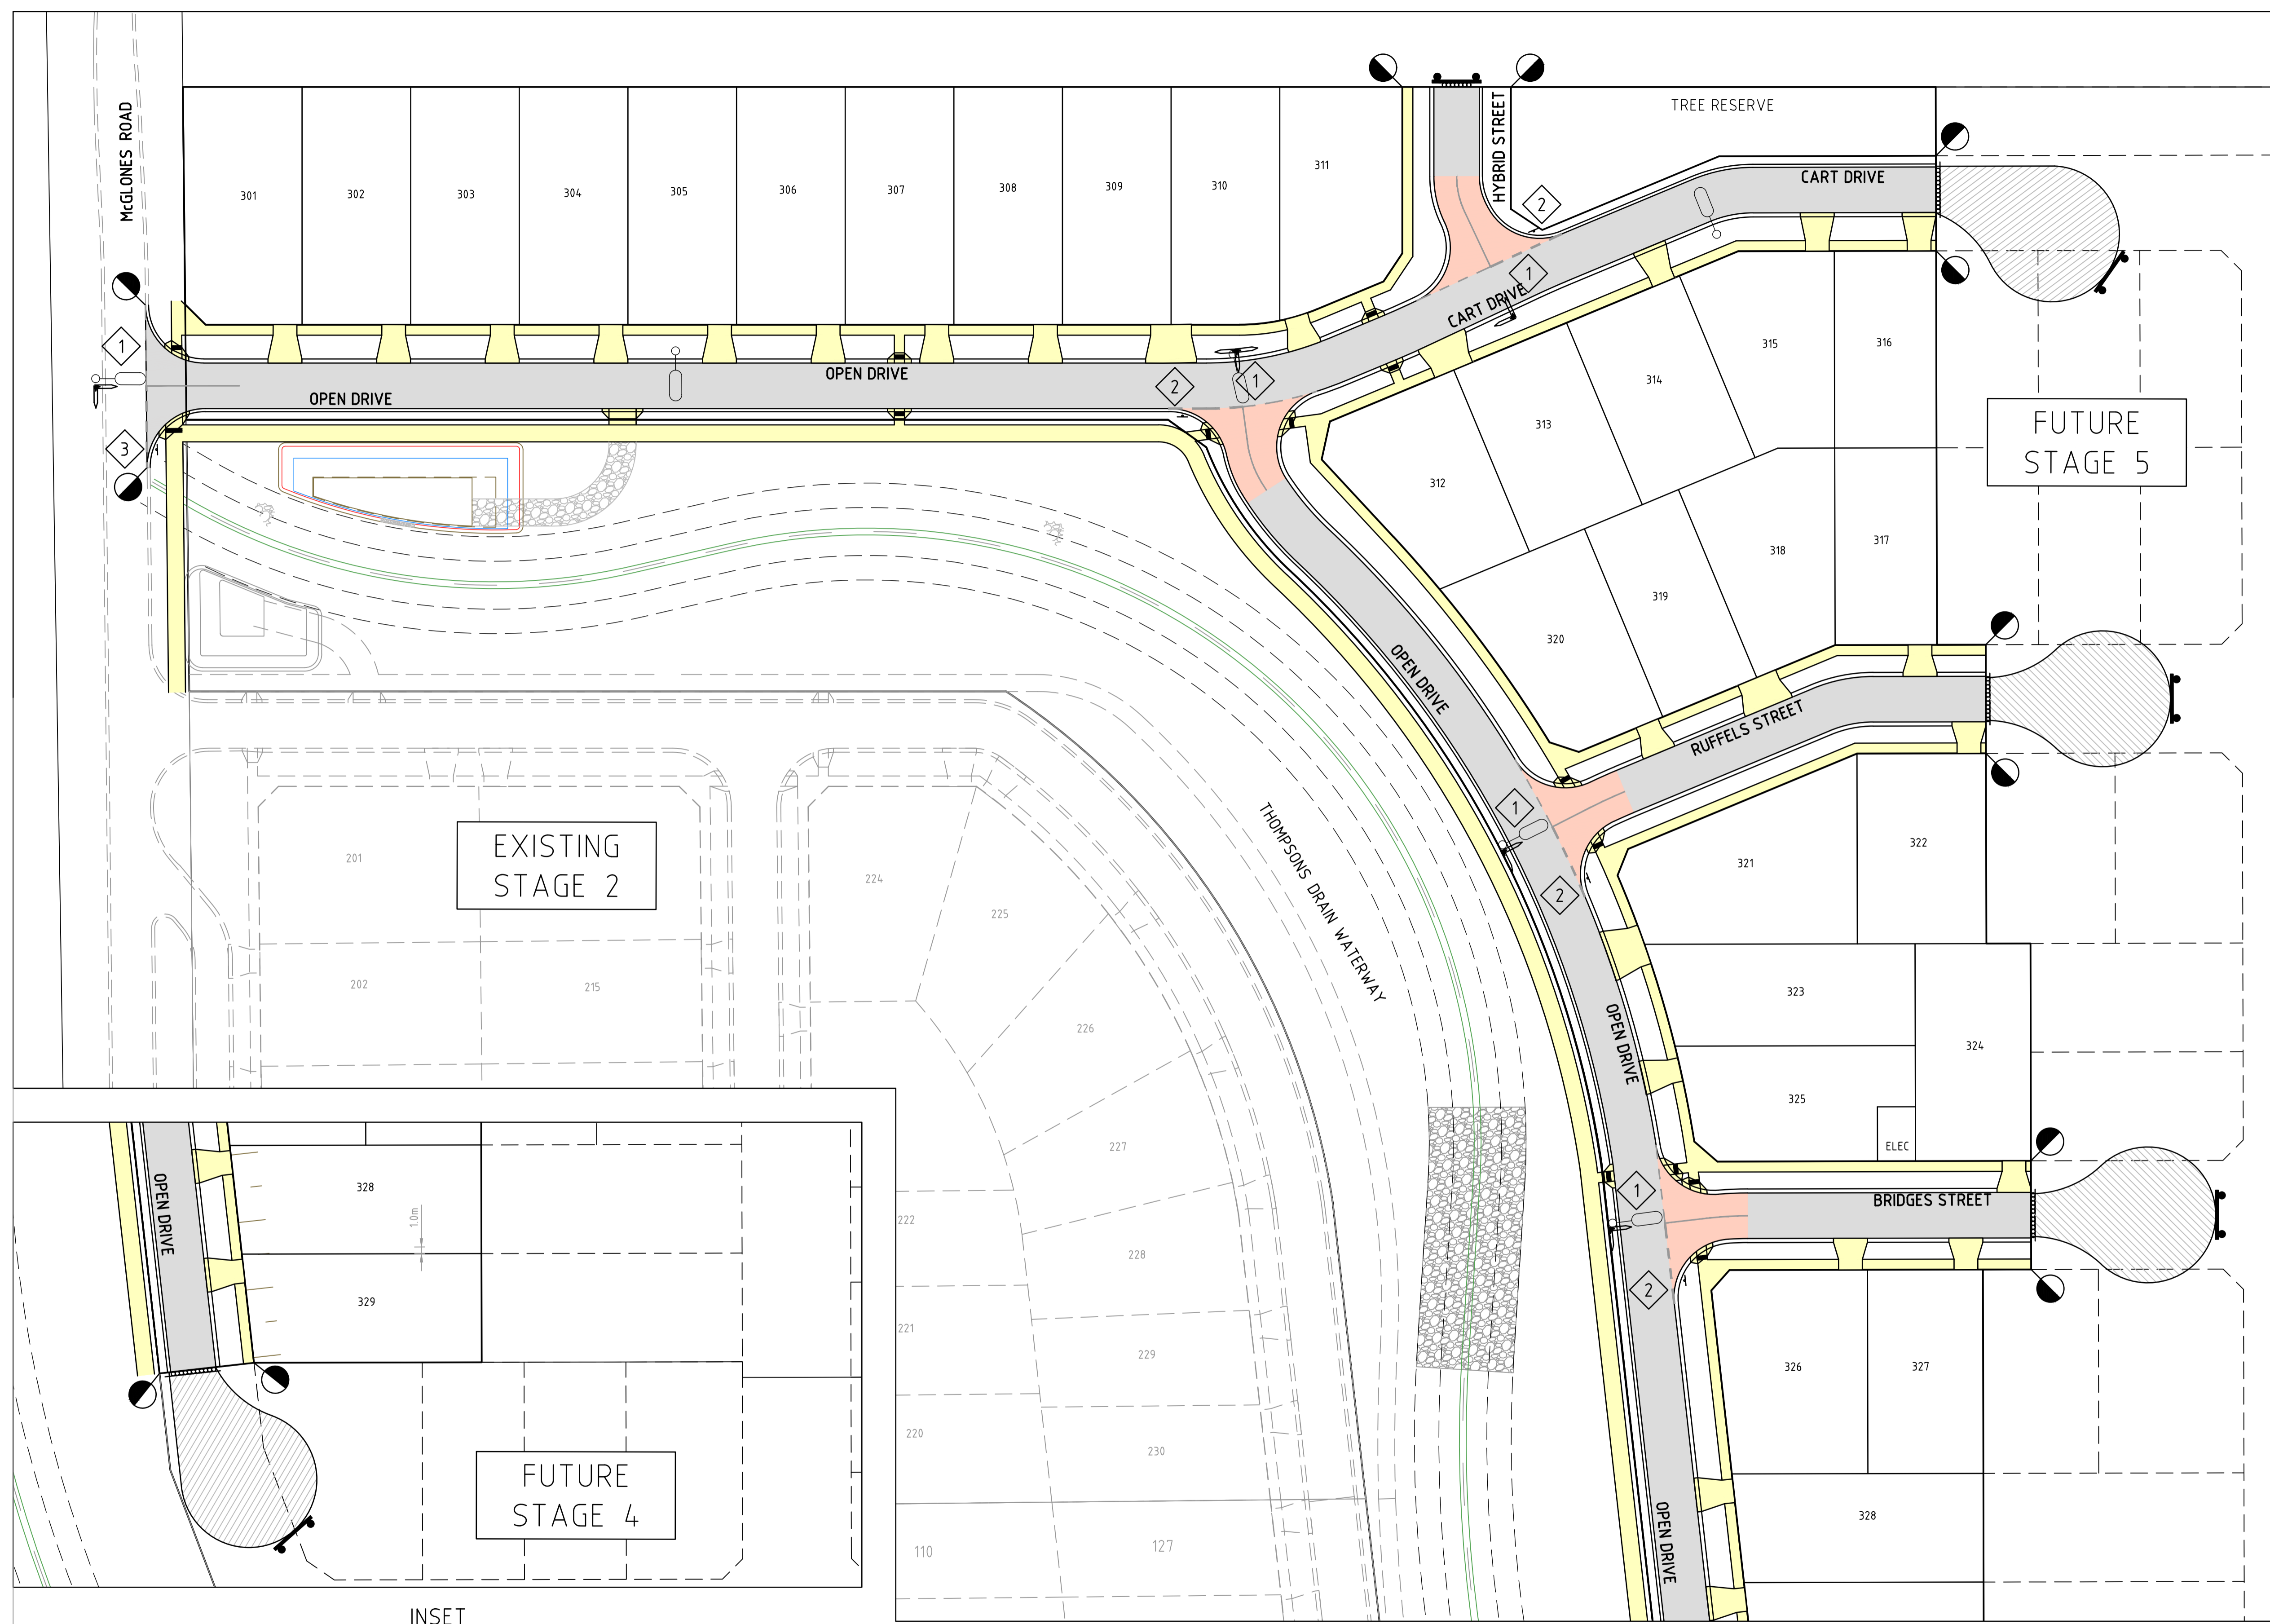 TREE RESERVE
McGLONES ROAD
HYBRID STREET
311
CART DRIVE
301
302
303
304
305
306
307
308
309
310
2
1
CART DRIVE
315
316
1
OPEN DRIVE
2
1
314
OPEN DRIVE
3
313
FUTURE
STAGE 5
312
318
317
319
320
OPEN DRIVE
RUFFELS STREET
1
2
THOMPSONS DRAIN WATERWAY
EXISTING
STAGE 2
201
224
225
321
322
202
215
226
323
324
OPEN DRIVE
325
ELEC
227
1
BRIDGES STREET
2
222
228
221
229
220
230
110
127
326
327
328
OPEN DRIVE
OPEN DRIVE
328
1.0m
329
FUTURE
STAGE 4
INSET